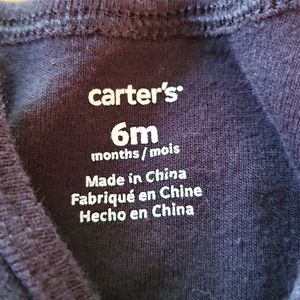 carter's
6m
months/mois
Made in China
Fabriqué en Chine
Hecho en China